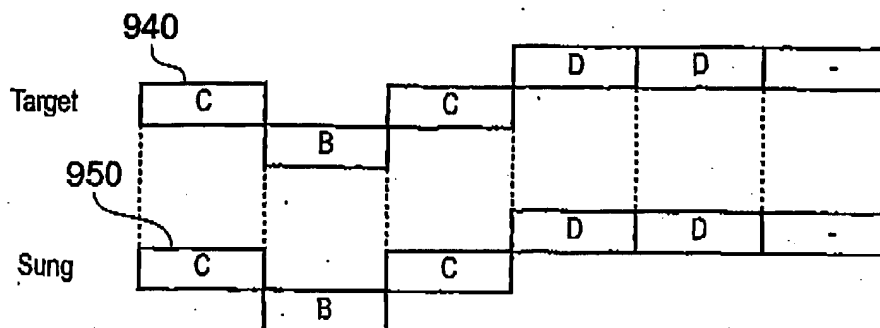 940
D D -
Target C C
B
950
D D -
Sung C C
B